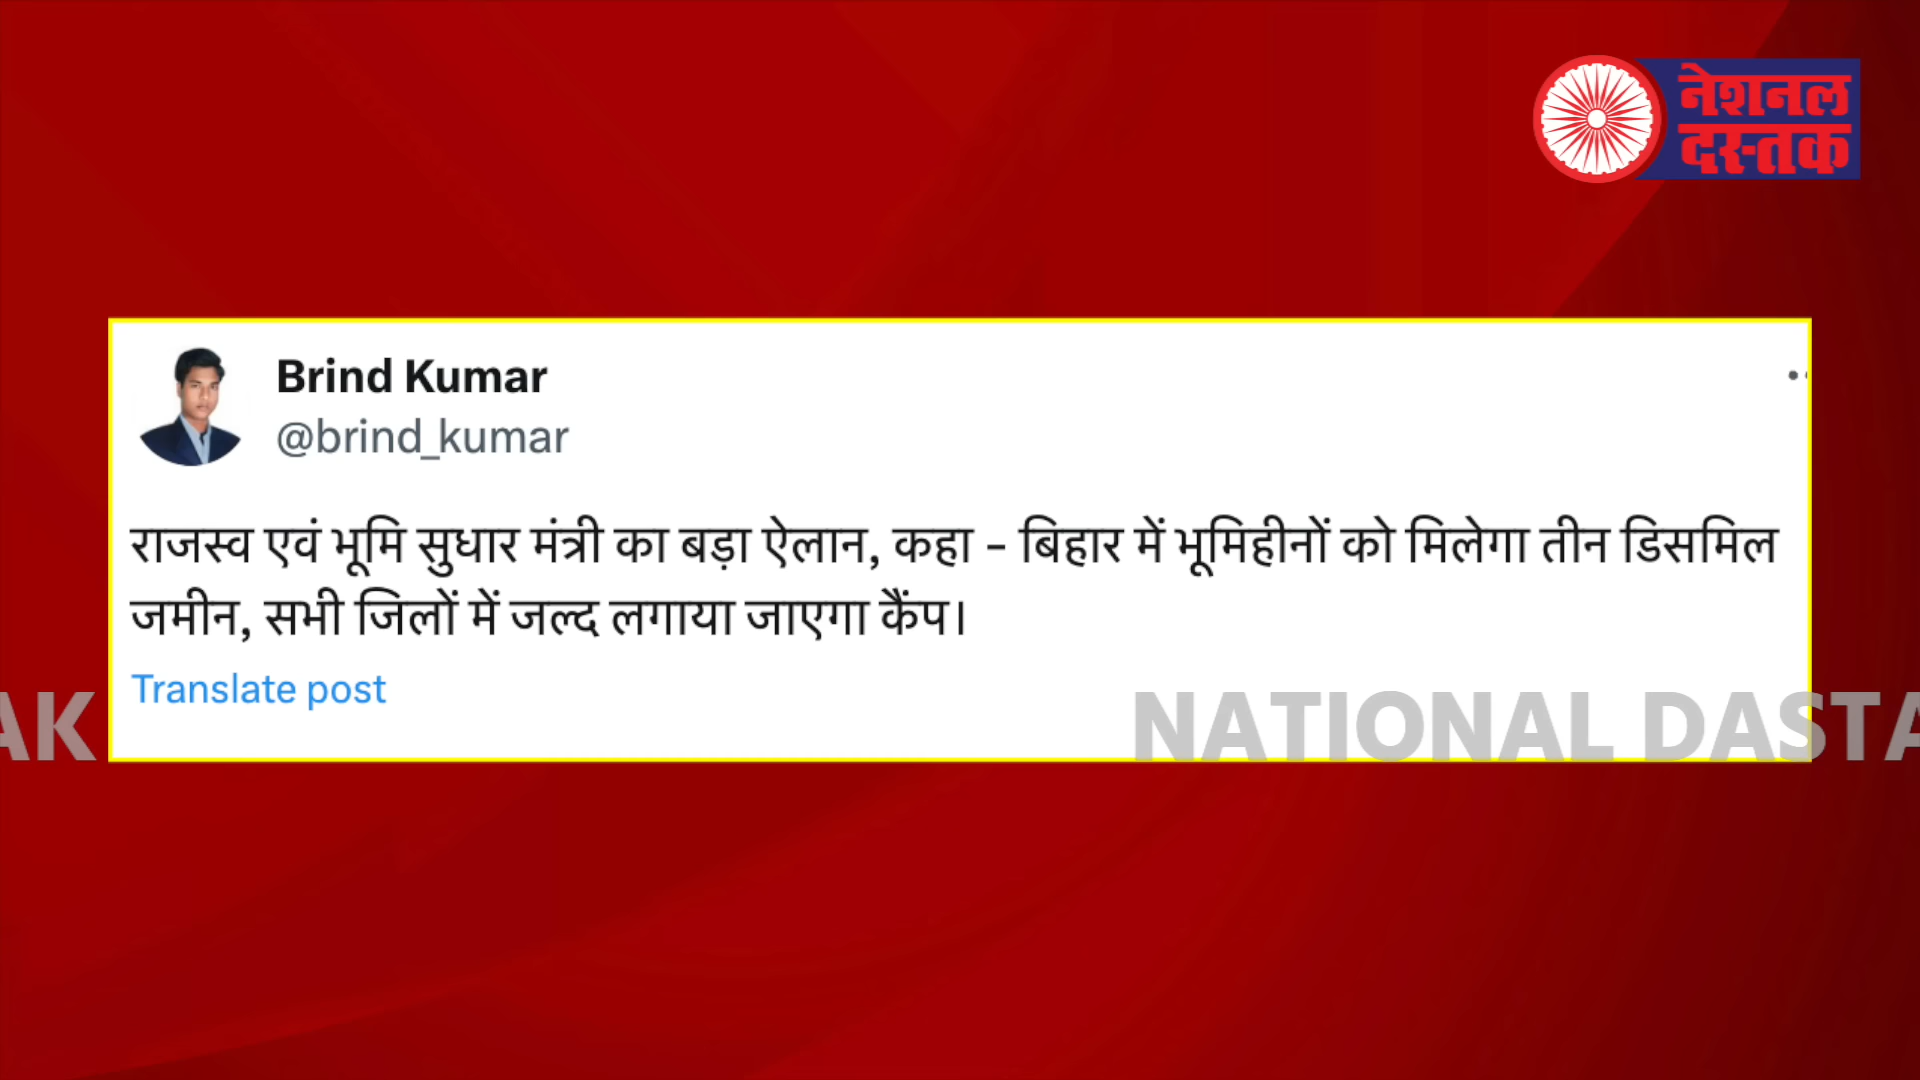 नेशनल
दस्तक
Brind Kumar
@brind_kumar
राजस्व एवं भूमि सुधार मंत्री का बड़ा ऐलान, कहा - बिहार में भूमिहीनों को मिलेगा तीन डिसमिल
जमीन, सभी जिलों में जल्द लगाया जाएगा कैंप।
Translate post
AK NATIONAL DASTA